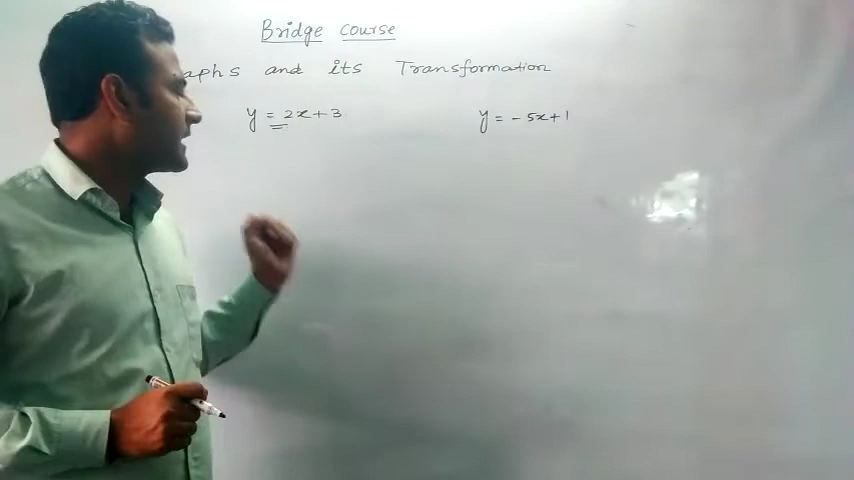 Bridge course
aphs and its Transformation
y = 2x + 3 y = - 5x + 1